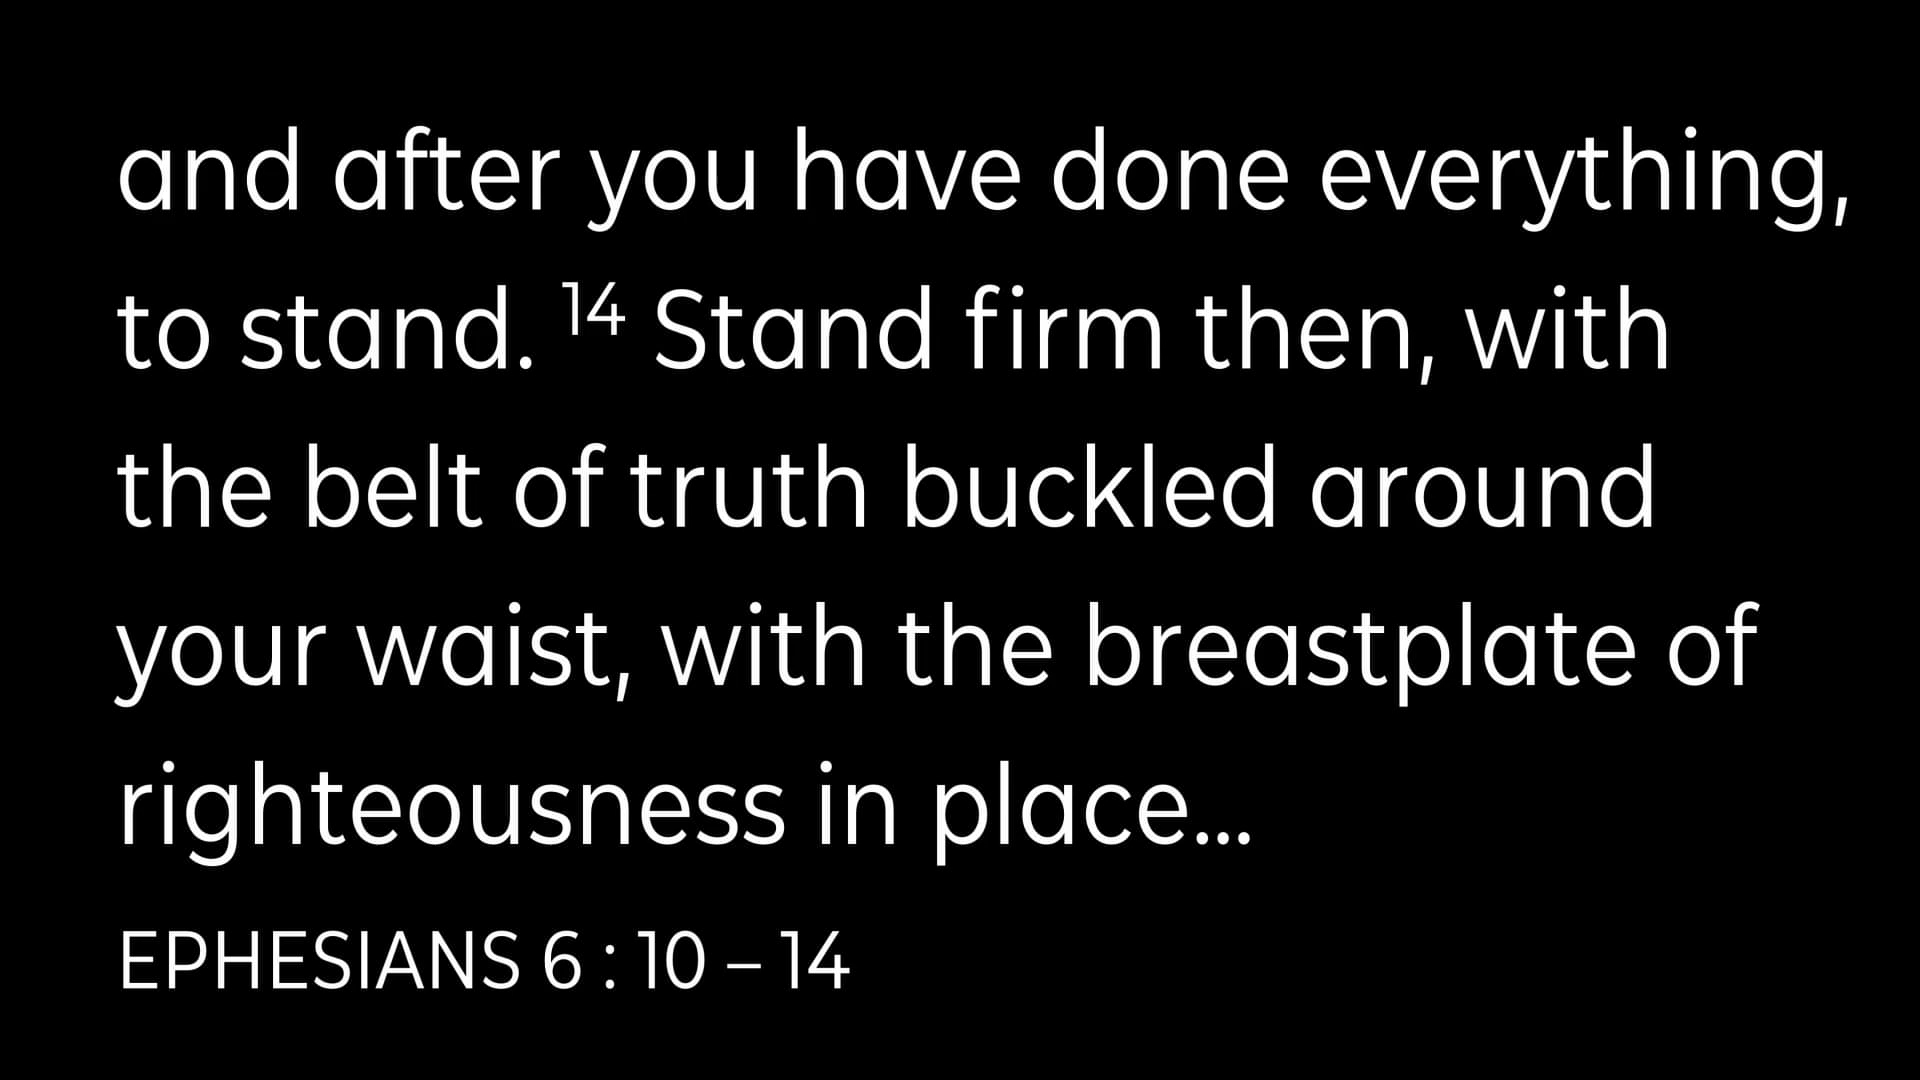 and after you have done everything,
to stand. ¹⁴ Stand firm then, with
the belt of truth buckled around
your waist, with the breastplate of
righteousness in place...
EPHESIANS 6 : 10 – 14